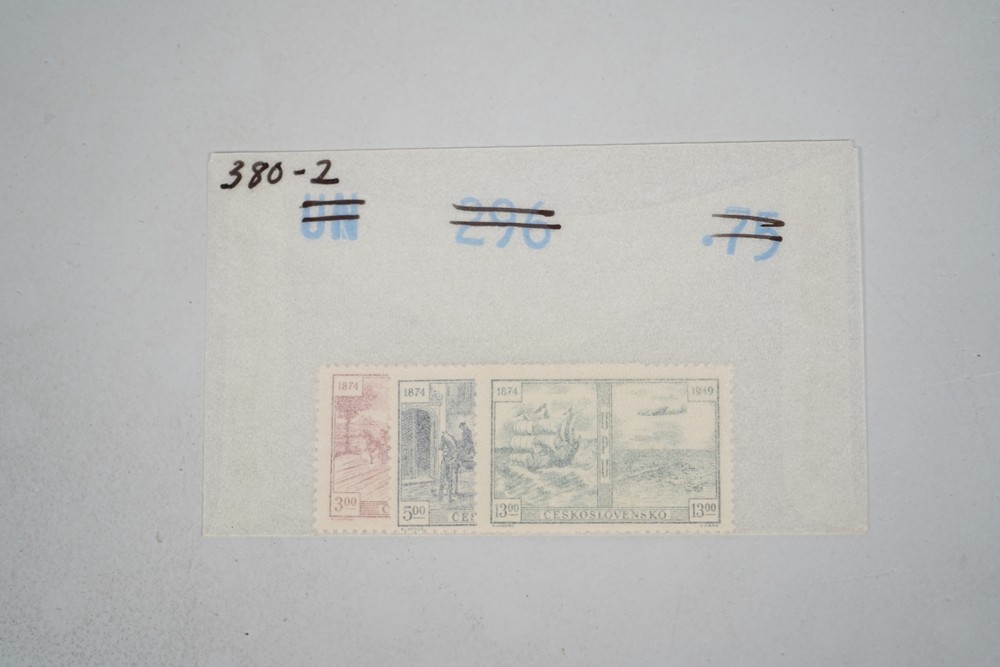 380-2
UN 296 .75
1874 1874 1874 1949
UPU
3.00 5.00 13.00 13.00
C ČES ČESKOSLOVENSKO